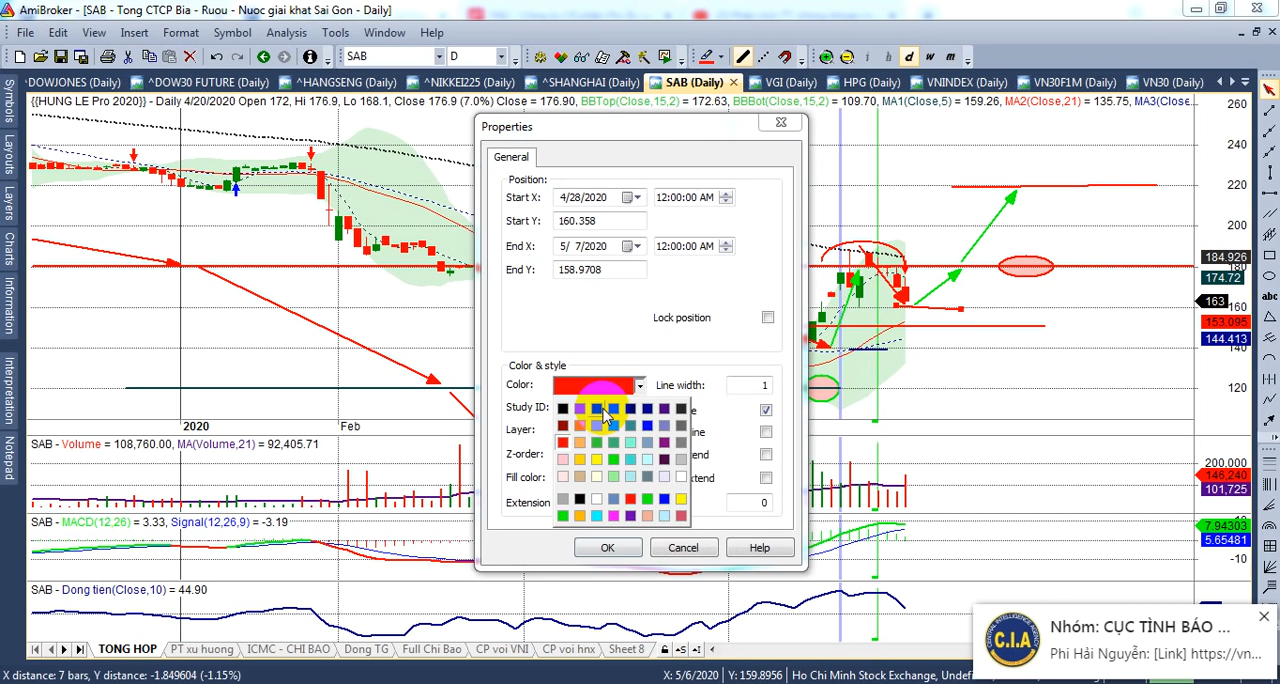 AmiBroker - [SAB - Tong CTCP Bia - Ruou - Nuoc giai khat Sai Gon - Daily]
File Edit View Insert Format Symbol Analysis Tools Window Help
SAB D i h d w m
^DOWJONES (Daily) ^DOW30 FUTURE (Daily) ^HANGSENG (Daily) ^NIKKEI225 (Daily) ^SHANGHAI (Daily) SAB (Daily) VGI (Daily) HPG (Daily) VNINDEX (Daily) VN30F1M (Daily) VN30 (Daily)
{{HUNG LE Pro 2020}} - Daily 4/20/2020 Open 172, Hi 176.9, Lo 168.1, Close 176.9 (7.0%) Close = 176.90, BBTop(Close,15,2) = 172.63, BBBot(Close,15,2) = 109.70, MA1(Close,5) = 159.26, MA2(Close,21) = 135.75, MA3(Close,
Symbols
Layouts
Layers
Charts
Information
Interpretation
Notepad
Properties
General
Position:
Start X: 4/28/2020 12:00:00 AM
Start Y: 160.358
End X: 5/ 7/2020 12:00:00 AM
End Y: 158.9708
Lock position
Color & style
Color: Line width: 1
Study ID:
Layer:
Z-order:
Fill color:
Extension 0
OK Cancel Help
260
240
220
200
184.926
180
174.72
163
160
153.095
144.413
140
120
2020 Feb
SAB - Volume = 108,760.00, MA(Volume,21) = 92,405.71
200,000
146,240
101,725
SAB - MACD(12,26) = 3.33, Signal(12,26,9) = -3.19
7.94303
5.65481
-10
SAB - Dong tien(Close,10) = 44.90
TONG HOP PT xu huong ICMC - CHI BAO Dong TG Full Chi Bao CP voi VNI CP voi hnx Sheet 8
C.I.A
Nhóm: CỤC TÌNH BÁO ...
Phi Hải Nguyễn: [Link] https://vn...
X distance: 7 bars, Y distance: -1.849604 (-1.15%) X: 5/6/2020 Y: 159.8956 Ho Chi Minh Stock Exchange, Undef